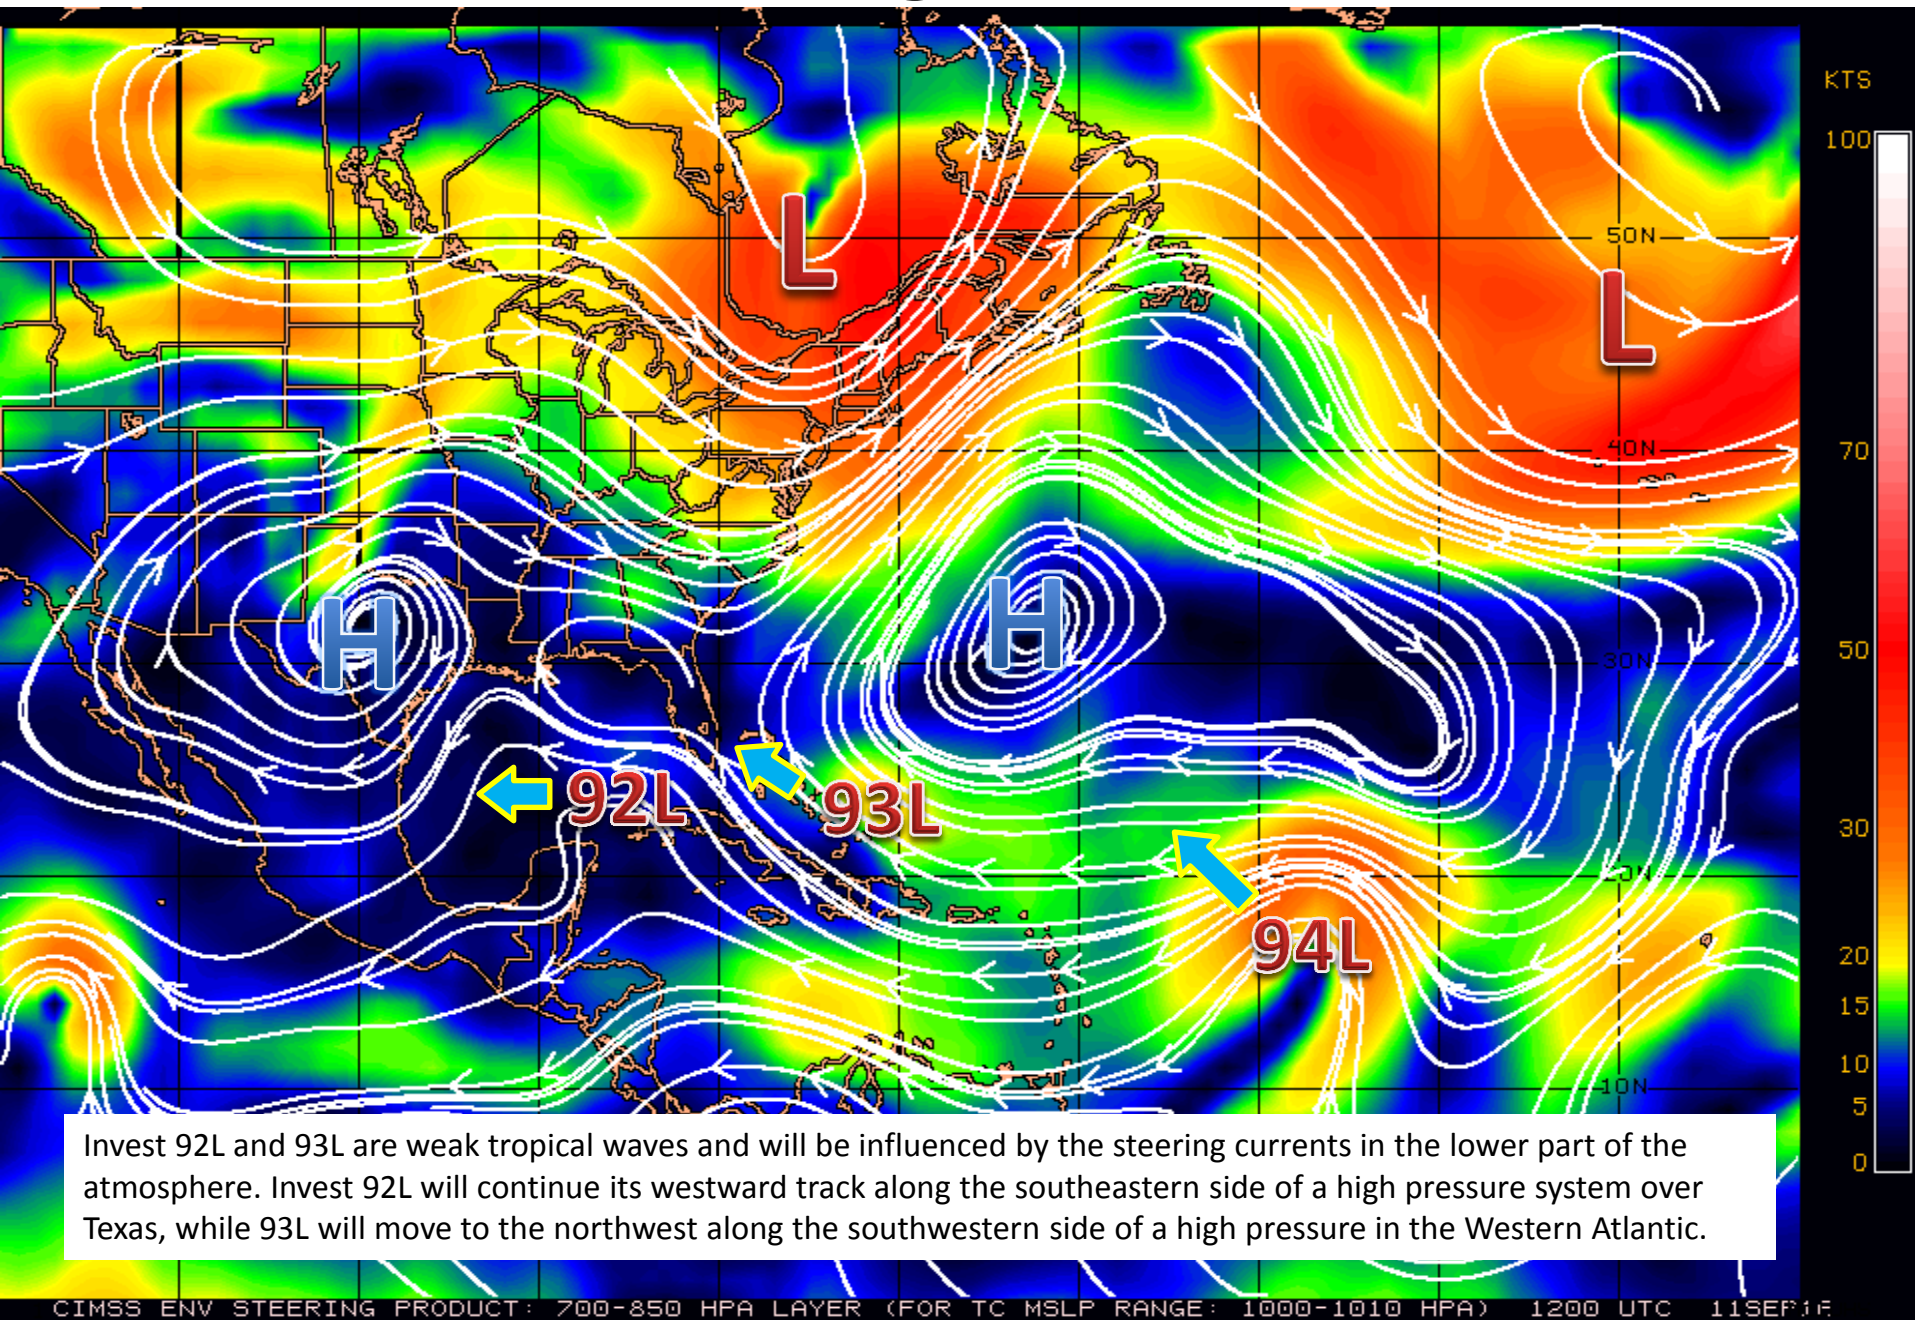 KTS
100
50N
L
L
70
40N
50
H
H
30N
30
92L
93L
20
20N
94L
15
10
10N
5
0
Invest 92L and 93L are weak tropical waves and will be influenced by the steering currents in the lower part of the
atmosphere. Invest 92L will continue its westward track along the southeastern side of a high pressure system over
Texas, while 93L will move to the northwest along the southwestern side of a high pressure in the Western Atlantic.
CIMSS ENV STEERING PRODUCT: 700-850 HPA LAYER (FOR TC MSLP RANGE: 1000-1010 HPA) 1200 UTC